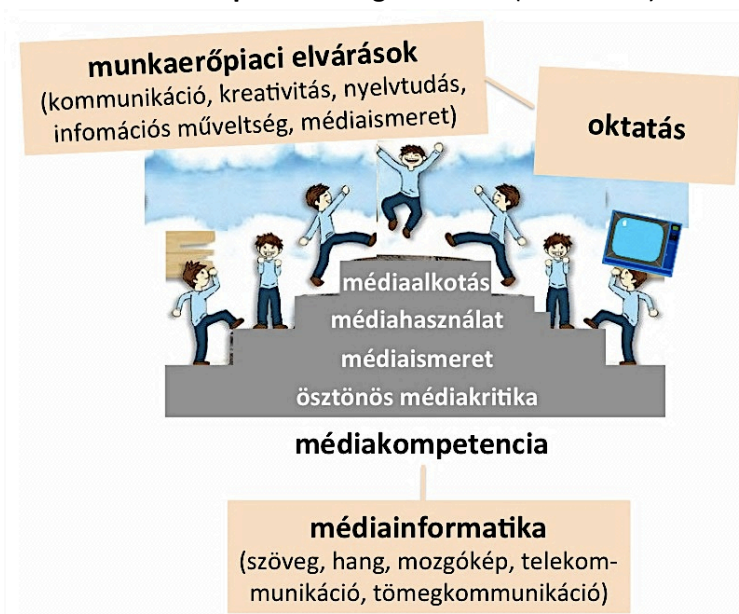 munkaerőpiaci elvárások
(kommunikáció, kreativitás, nyelvtudás,
infomációs műveltség, médiaismeret)
oktatás
médiaalkotás
médiahasználat
médiaismeret
ösztönös médiakritika
médiakompetencia
médiainformatika
(szöveg, hang, mozgókép, telekom-
munikáció, tömegkommunikáció)